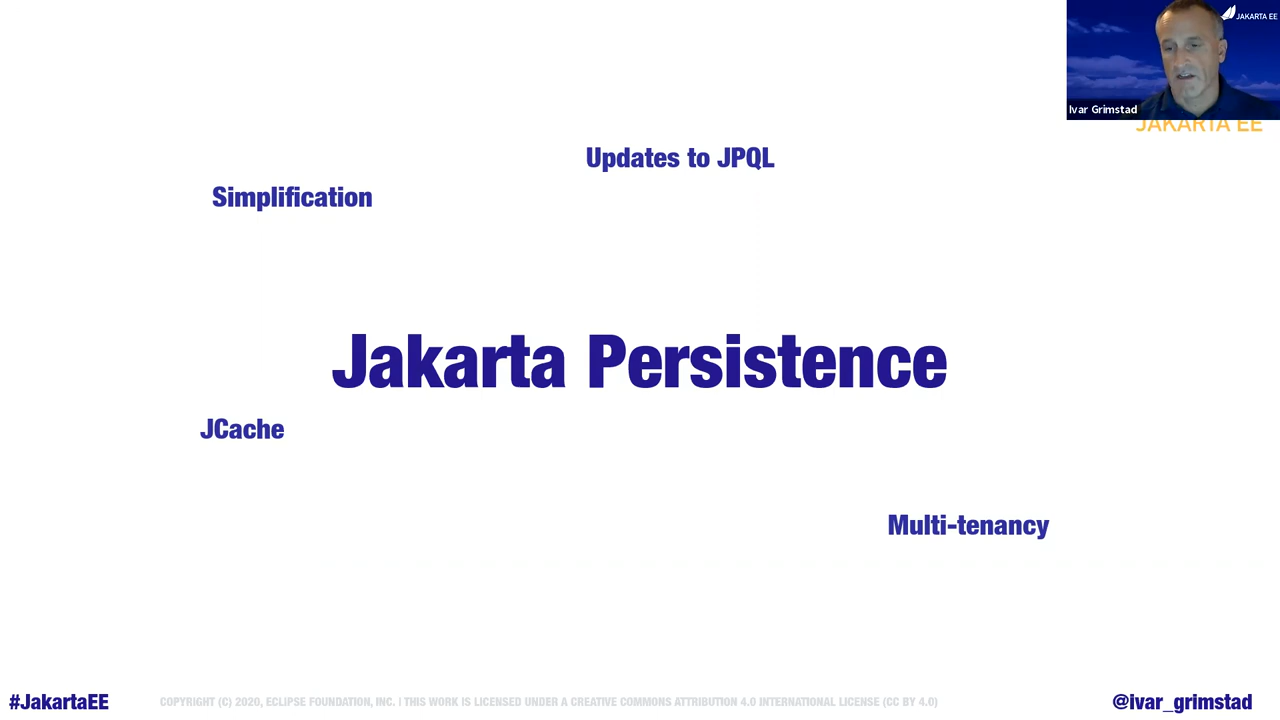 JAKARTA EE
Ivar Grimstad
JAKARTA EE
Updates to JPQL
Simplification
Jakarta Persistence
JCache
Multi-tenancy
#JakartaEE
COPYRIGHT (C) 2020, ECLIPSE FOUNDATION, INC. | THIS WORK IS LICENSED UNDER A CREATIVE COMMONS ATTRIBUTION 4.0 INTERNATIONAL LICENSE (CC BY 4.0)
@ivar_grimstad